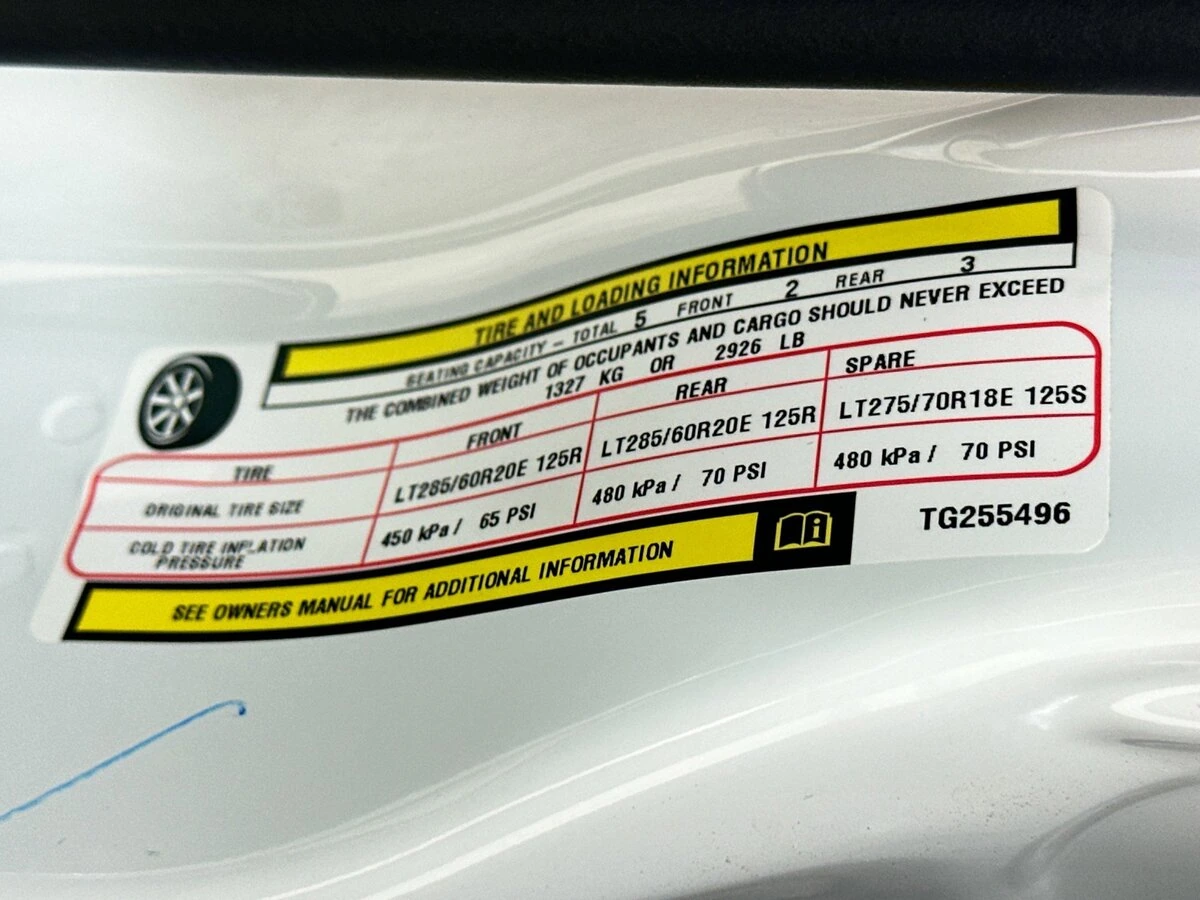 TIRE AND LOADING INFORMATION
SEATING CAPACITY - TOTAL 5 FRONT 2 REAR 3
THE COMBINED WEIGHT OF OCCUPANTS AND CARGO SHOULD NEVER EXCEED
1327 KG OR 2926 LB
TIRE FRONT REAR SPARE
ORIGINAL TIRE SIZE LT285/60R20E 125R LT285/60R20E 125R LT275/70R18E 125S
COLD TIRE INFLATION PRESSURE 450 kPa / 65 PSI 480 kPa / 70 PSI 480 kPa / 70 PSI
SEE OWNERS MANUAL FOR ADDITIONAL INFORMATION
TG255496